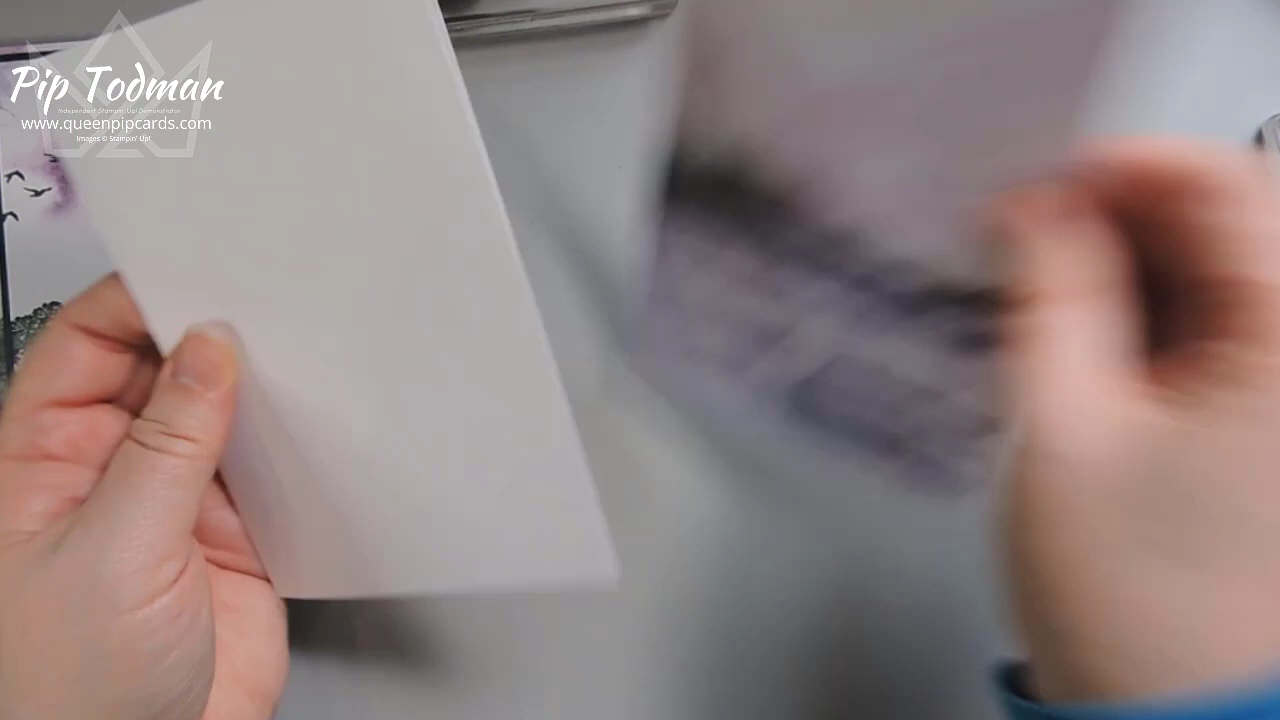 Pip Todman
Independent Stampin' Up! Demonstrator
www.queenpipcards.com
Images © Stampin' Up!